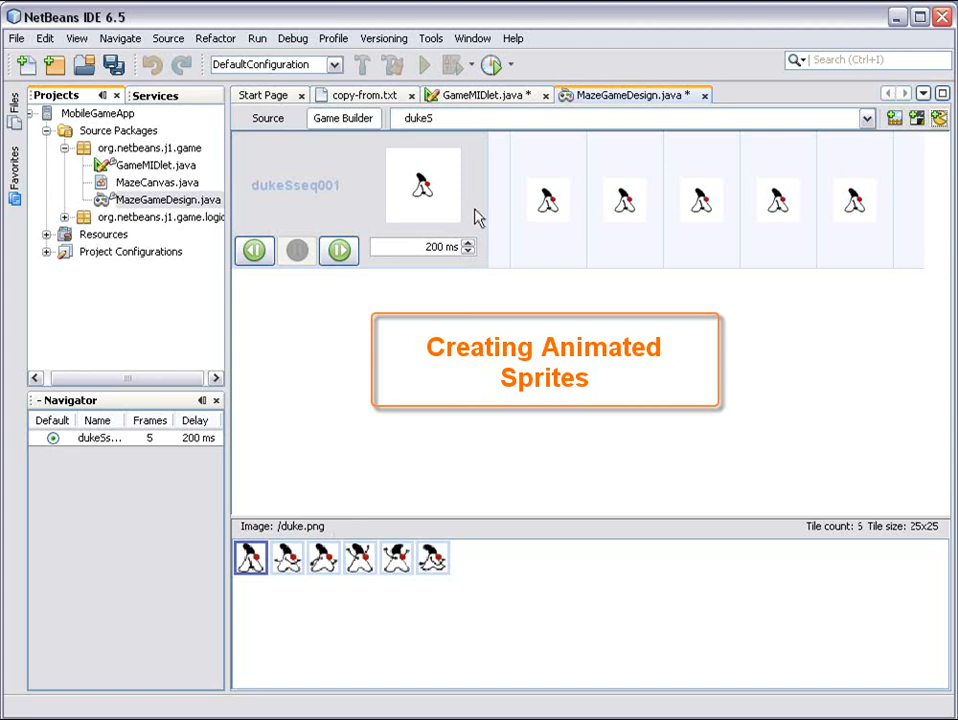 NetBeans IDE 6.5
File Edit View Navigate Source Refactor Run Debug Profile Versioning Tools Window Help
DefaultConfiguration
Search (Ctrl+I)
Files
Favorites
Projects
Services
Start Page
copy-from.txt
GameMIDlet.java *
MazeGameDesign.java *
MobileGameApp
Source Packages
org.netbeans.j1.game
GameMIDlet.java
MazeCanvas.java
MazeGameDesign.java
org.netbeans.j1.game.logic
Resources
Project Configurations
Source
Game Builder
dukeS
dukeSseq001
200 ms
Creating Animated
Sprites
- Navigator
Default Name Frames Delay
dukeSs... 5 200 ms
Image: /duke.png
Tile count: 6 Tile size: 25x25